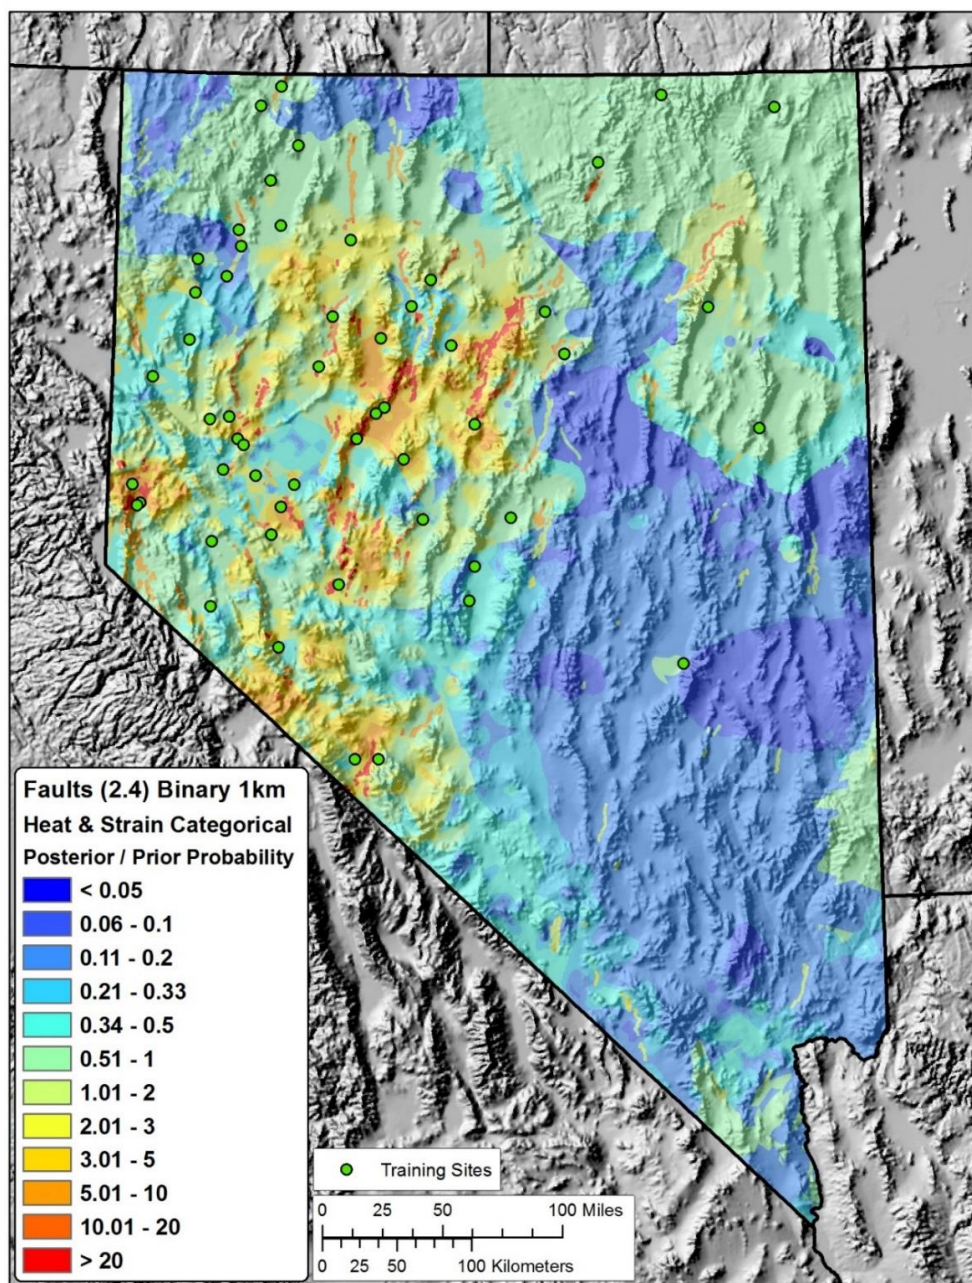 Faults (2.4) Binary 1km
Heat & Strain Categorical
Posterior / Prior Probability
< 0.05
0.06 - 0.1
0.11 - 0.2
0.21 - 0.33
0.34 - 0.5
0.51 - 1
1.01 - 2
2.01 - 3
3.01 - 5
5.01 - 10
10.01 - 20
> 20
Training Sites
0 25 50 100 Miles
0 25 50 100 Kilometers